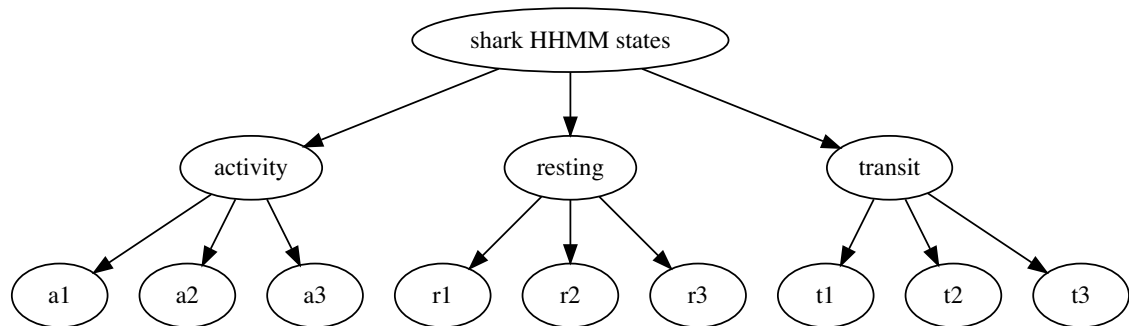 shark HHMM states
activity
resting
transit
a1
a2
a3
r1
r2
r3
t1
t2
t3